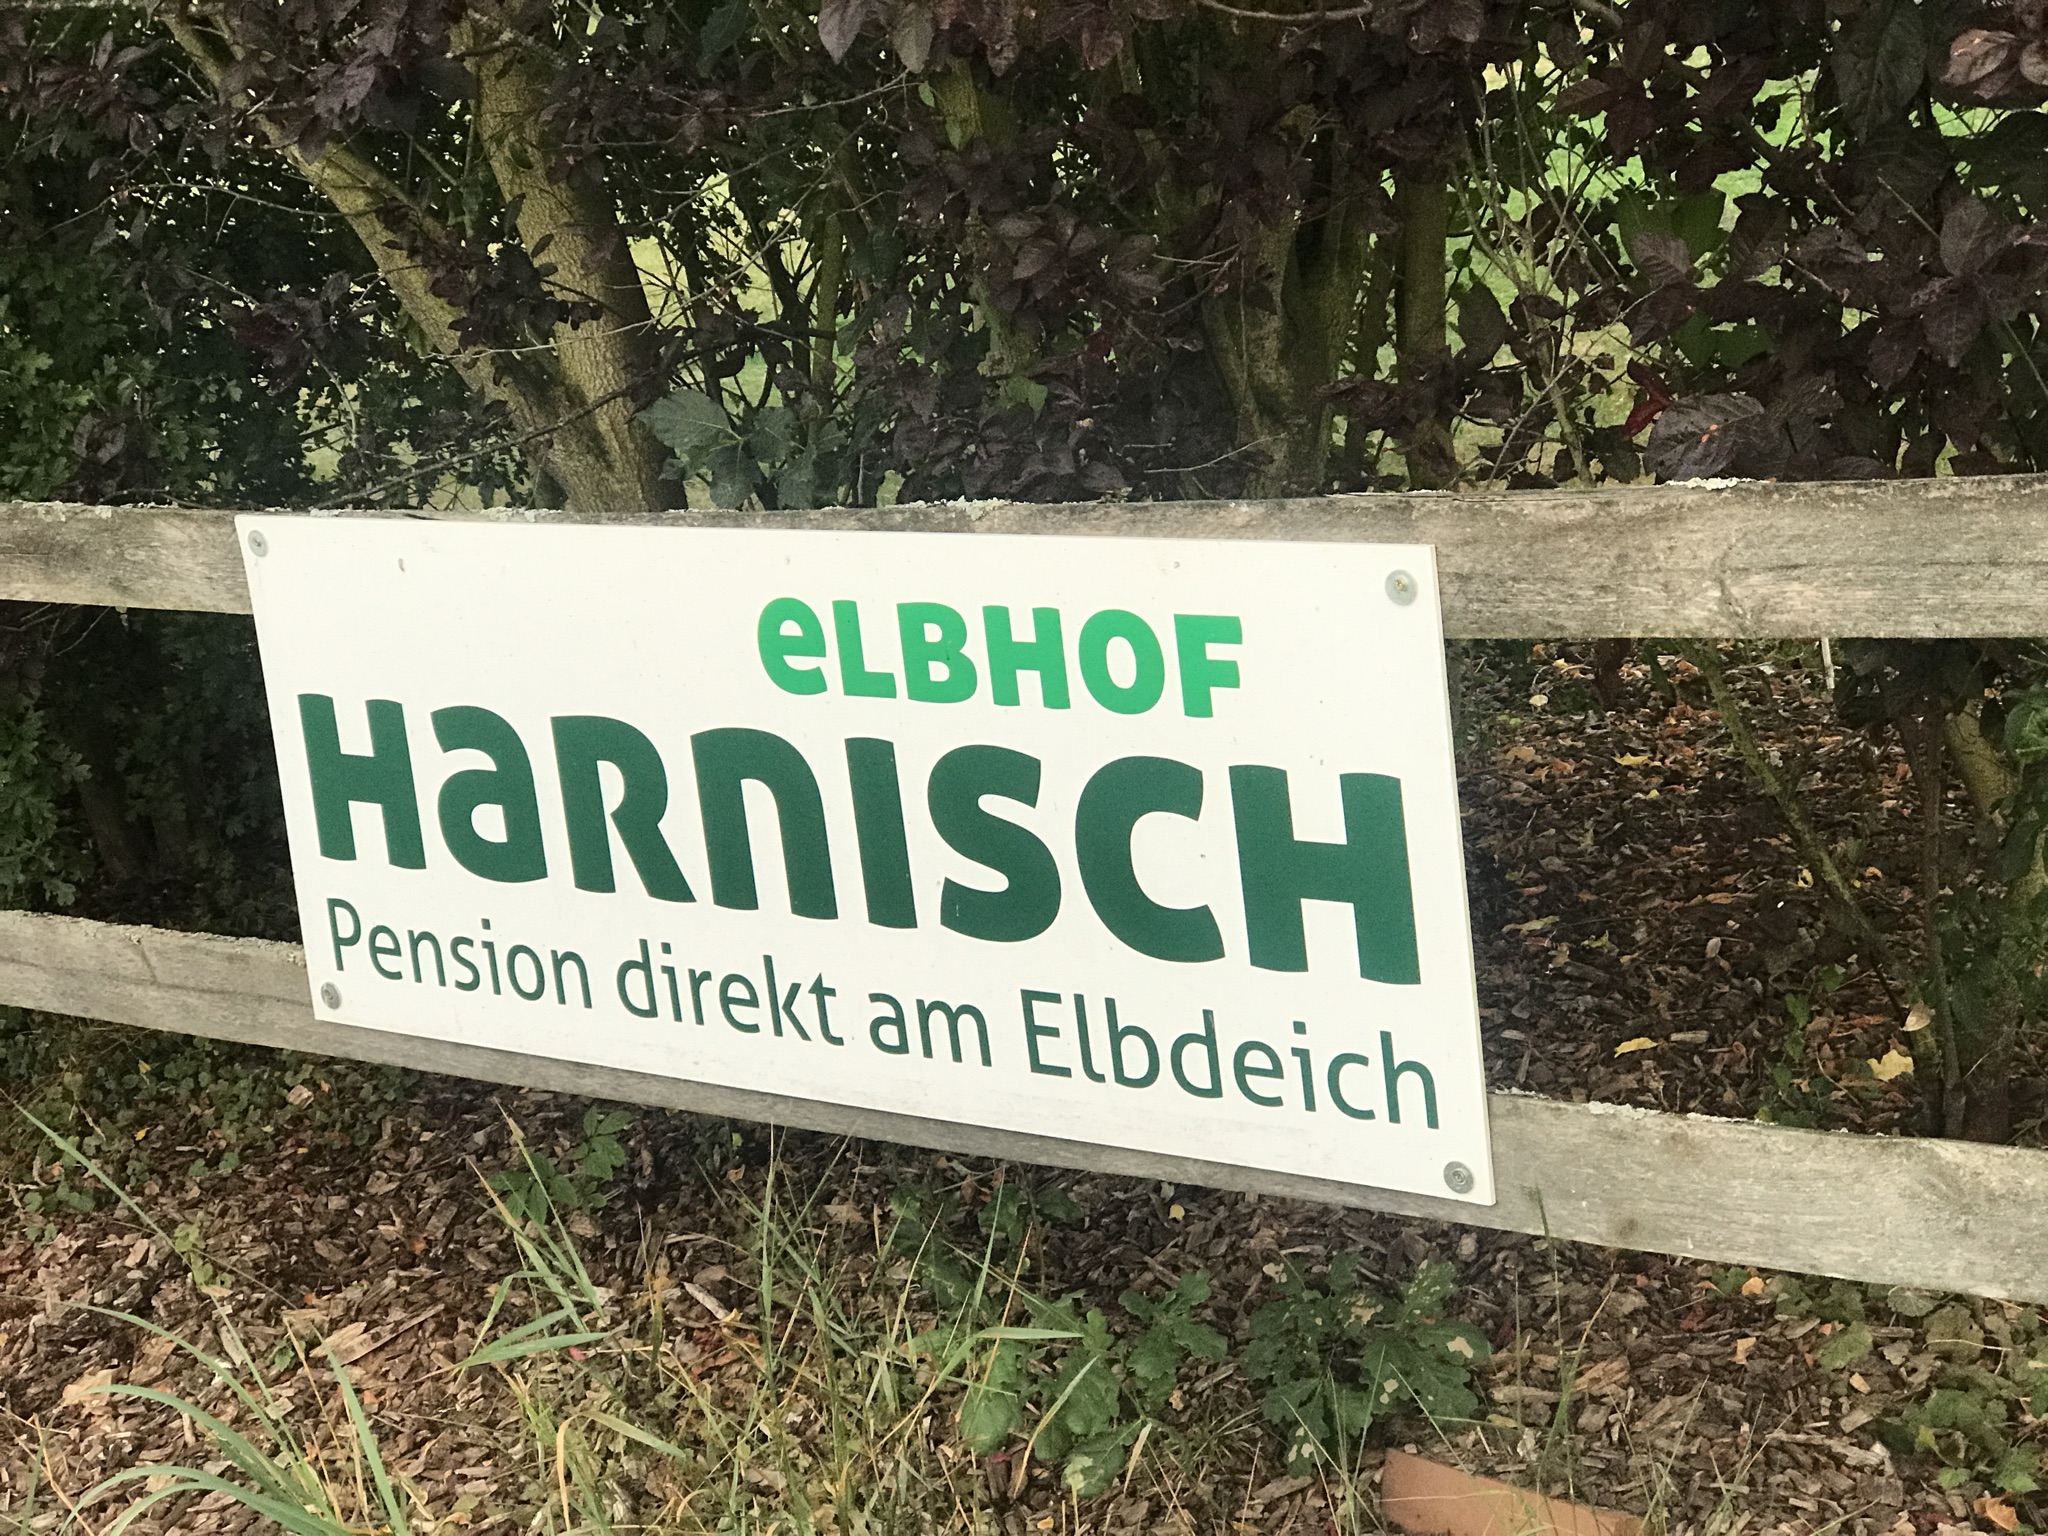 eLBHOF
HaRnISCH
Pension direkt am Elbdeich